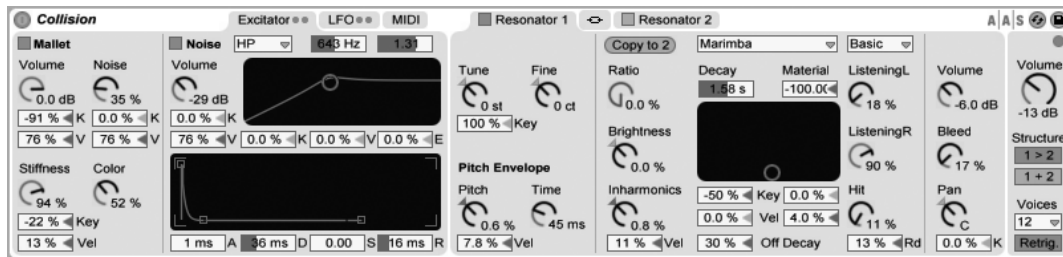 Collision Excitator LFO MIDI Resonator 1 Resonator 2 A A S
Mallet Noise HP 643 Hz 1.31 Copy to 2 Marimba Basic
Volume Noise Volume Tune Fine Ratio Decay Material ListeningL Volume Volume
0.0 dB 35 % -29 dB 0 st 0 ct 0.0 % 1.58 s -100.0 18 % -6.0 dB -13 dB
-91 % K 0.0 % K 0.0 % K 100 % Key
76 % V 76 % V 76 % V 0.0 % K 0.0 % V 0.0 % E
Brightness ListeningR Bleed Structure
0.0 % 90 % 17 % 1 > 2
1 + 2
Stiffness Color Pitch Envelope
94 % 52 % Pitch Time Inharmonics -50 % Key 0.0 % Hit Pan Voices
-22 % Key 0.6 % 45 ms 0.8 % 0.0 % Vel 4.0 % 11 % C 12
13 % Vel 1 ms A 36 ms D 0.00 S 16 ms R 7.8 % Vel 11 % Vel 30 % Off Decay 13 % Rd 0.0 % K Retrig.